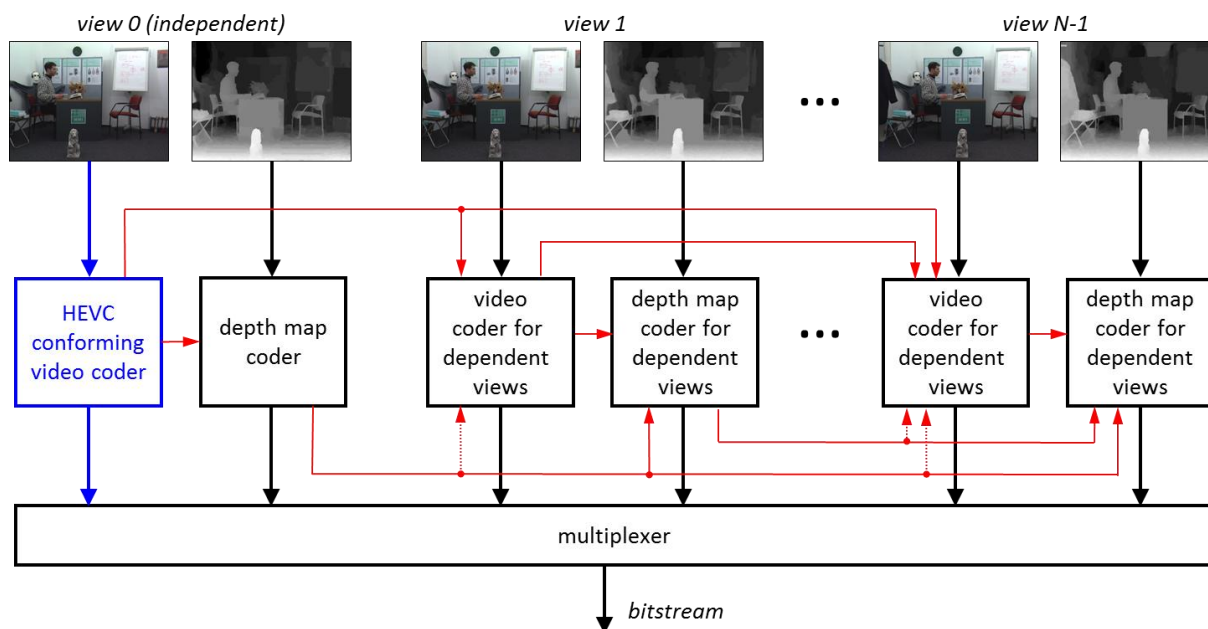 view 0 (independent)
view 1
view N-1
...
HEVC
conforming
video coder
depth map
coder
video
coder for
dependent
views
depth map
coder for
dependent
views
...
video
coder for
dependent
views
depth map
coder for
dependent
views
multiplexer
bitstream